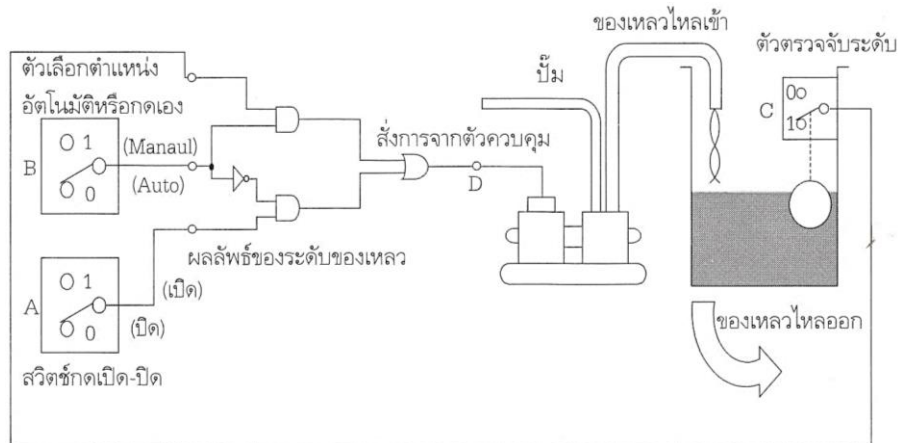 ของเหลวไหลเข้า
ตัวตรวจจับระดับ
ตัวเลือกตำแหน่ง
อัตโนมัติหรือกดเอง
ปั๊ม
0
C
1
1
(Manaul)
B
(Auto)
0
สั่งการจากตัวควบคุม
D
ผลลัพธ์ของระดับของเหลว
1
(เปิด)
A
0
(ปิด)
ของเหลวไหลออก
สวิตช์กดเปิด-ปิด